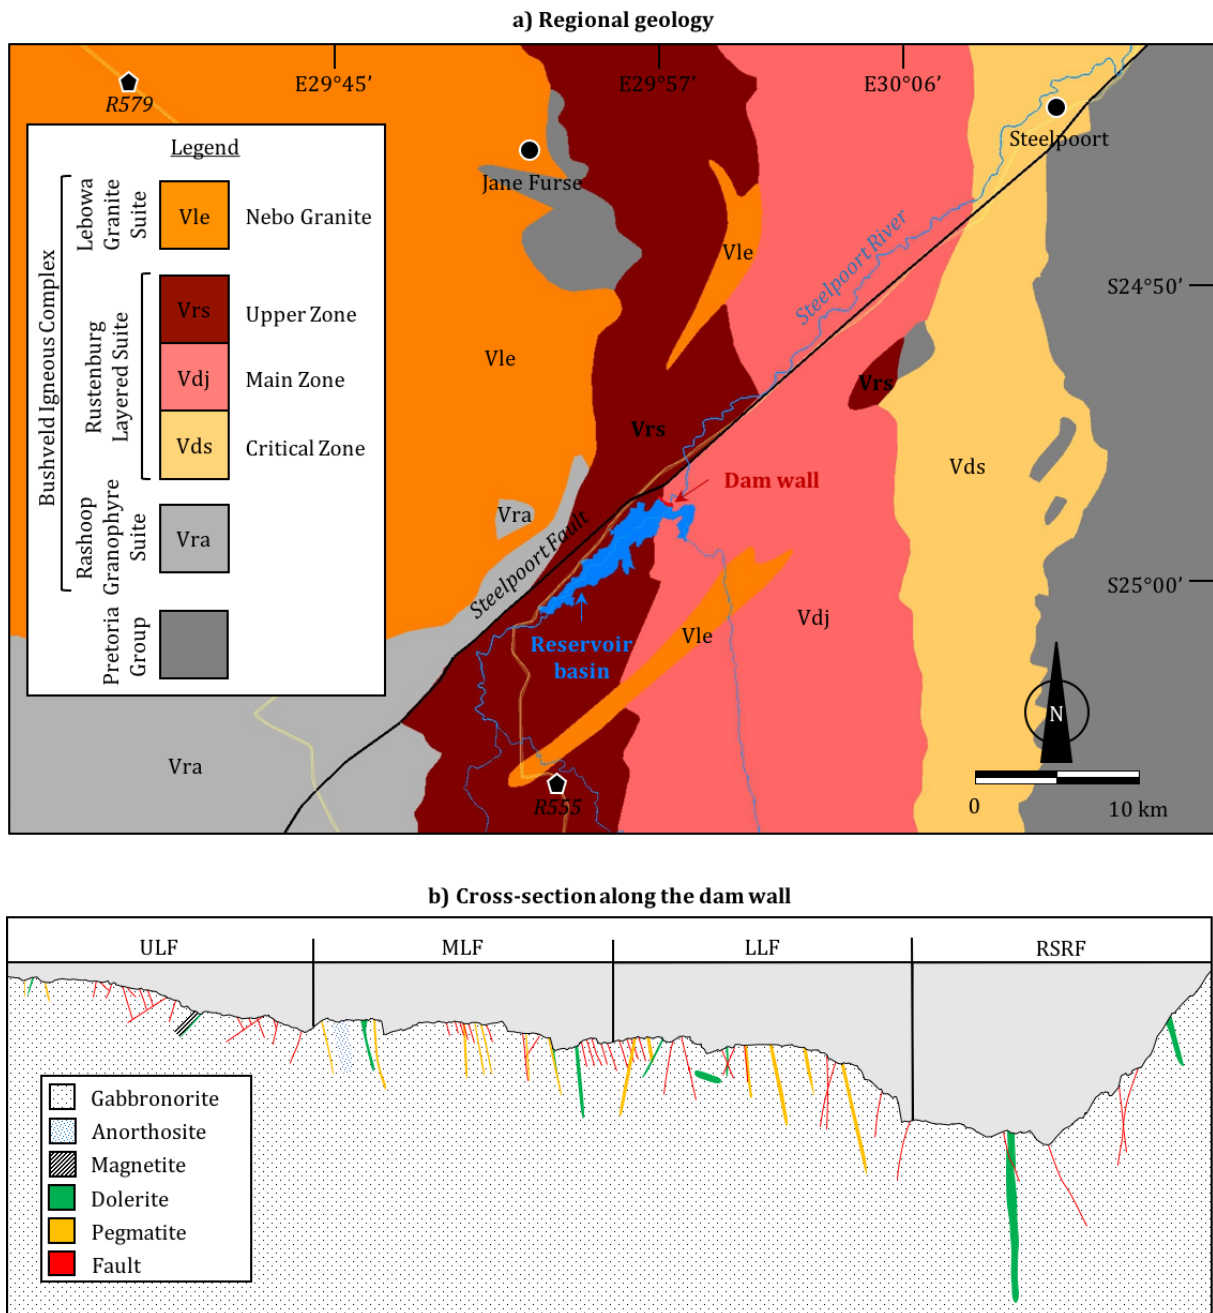 a) Regional geology
E29°45’
E29°57’
E30°06’
R579
Steelpoort
Jane Furse
Legend
Bushveld Igneous Complex
Lebowa
Granite
Suite
Vle
Nebo Granite
Rustenburg
Layered Suite
Vrs
Upper Zone
Vdj
Main Zone
Vds
Critical Zone
Rashoop
Granophyre
Suite
Vra
Pretoria
Group
Vle
Steelpoort River
S24°50’
Vle
Vrs
Vrs
Vds
Dam wall
Vra
Steelpoort Fault
S25°00’
Vdj
Vle
Reservoir
basin
N
Vra
R555
0
10 km
b) Cross-section along the dam wall
ULF
MLF
LLF
RSRF
Gabbronorite
Anorthosite
Magnetite
Dolerite
Pegmatite
Fault